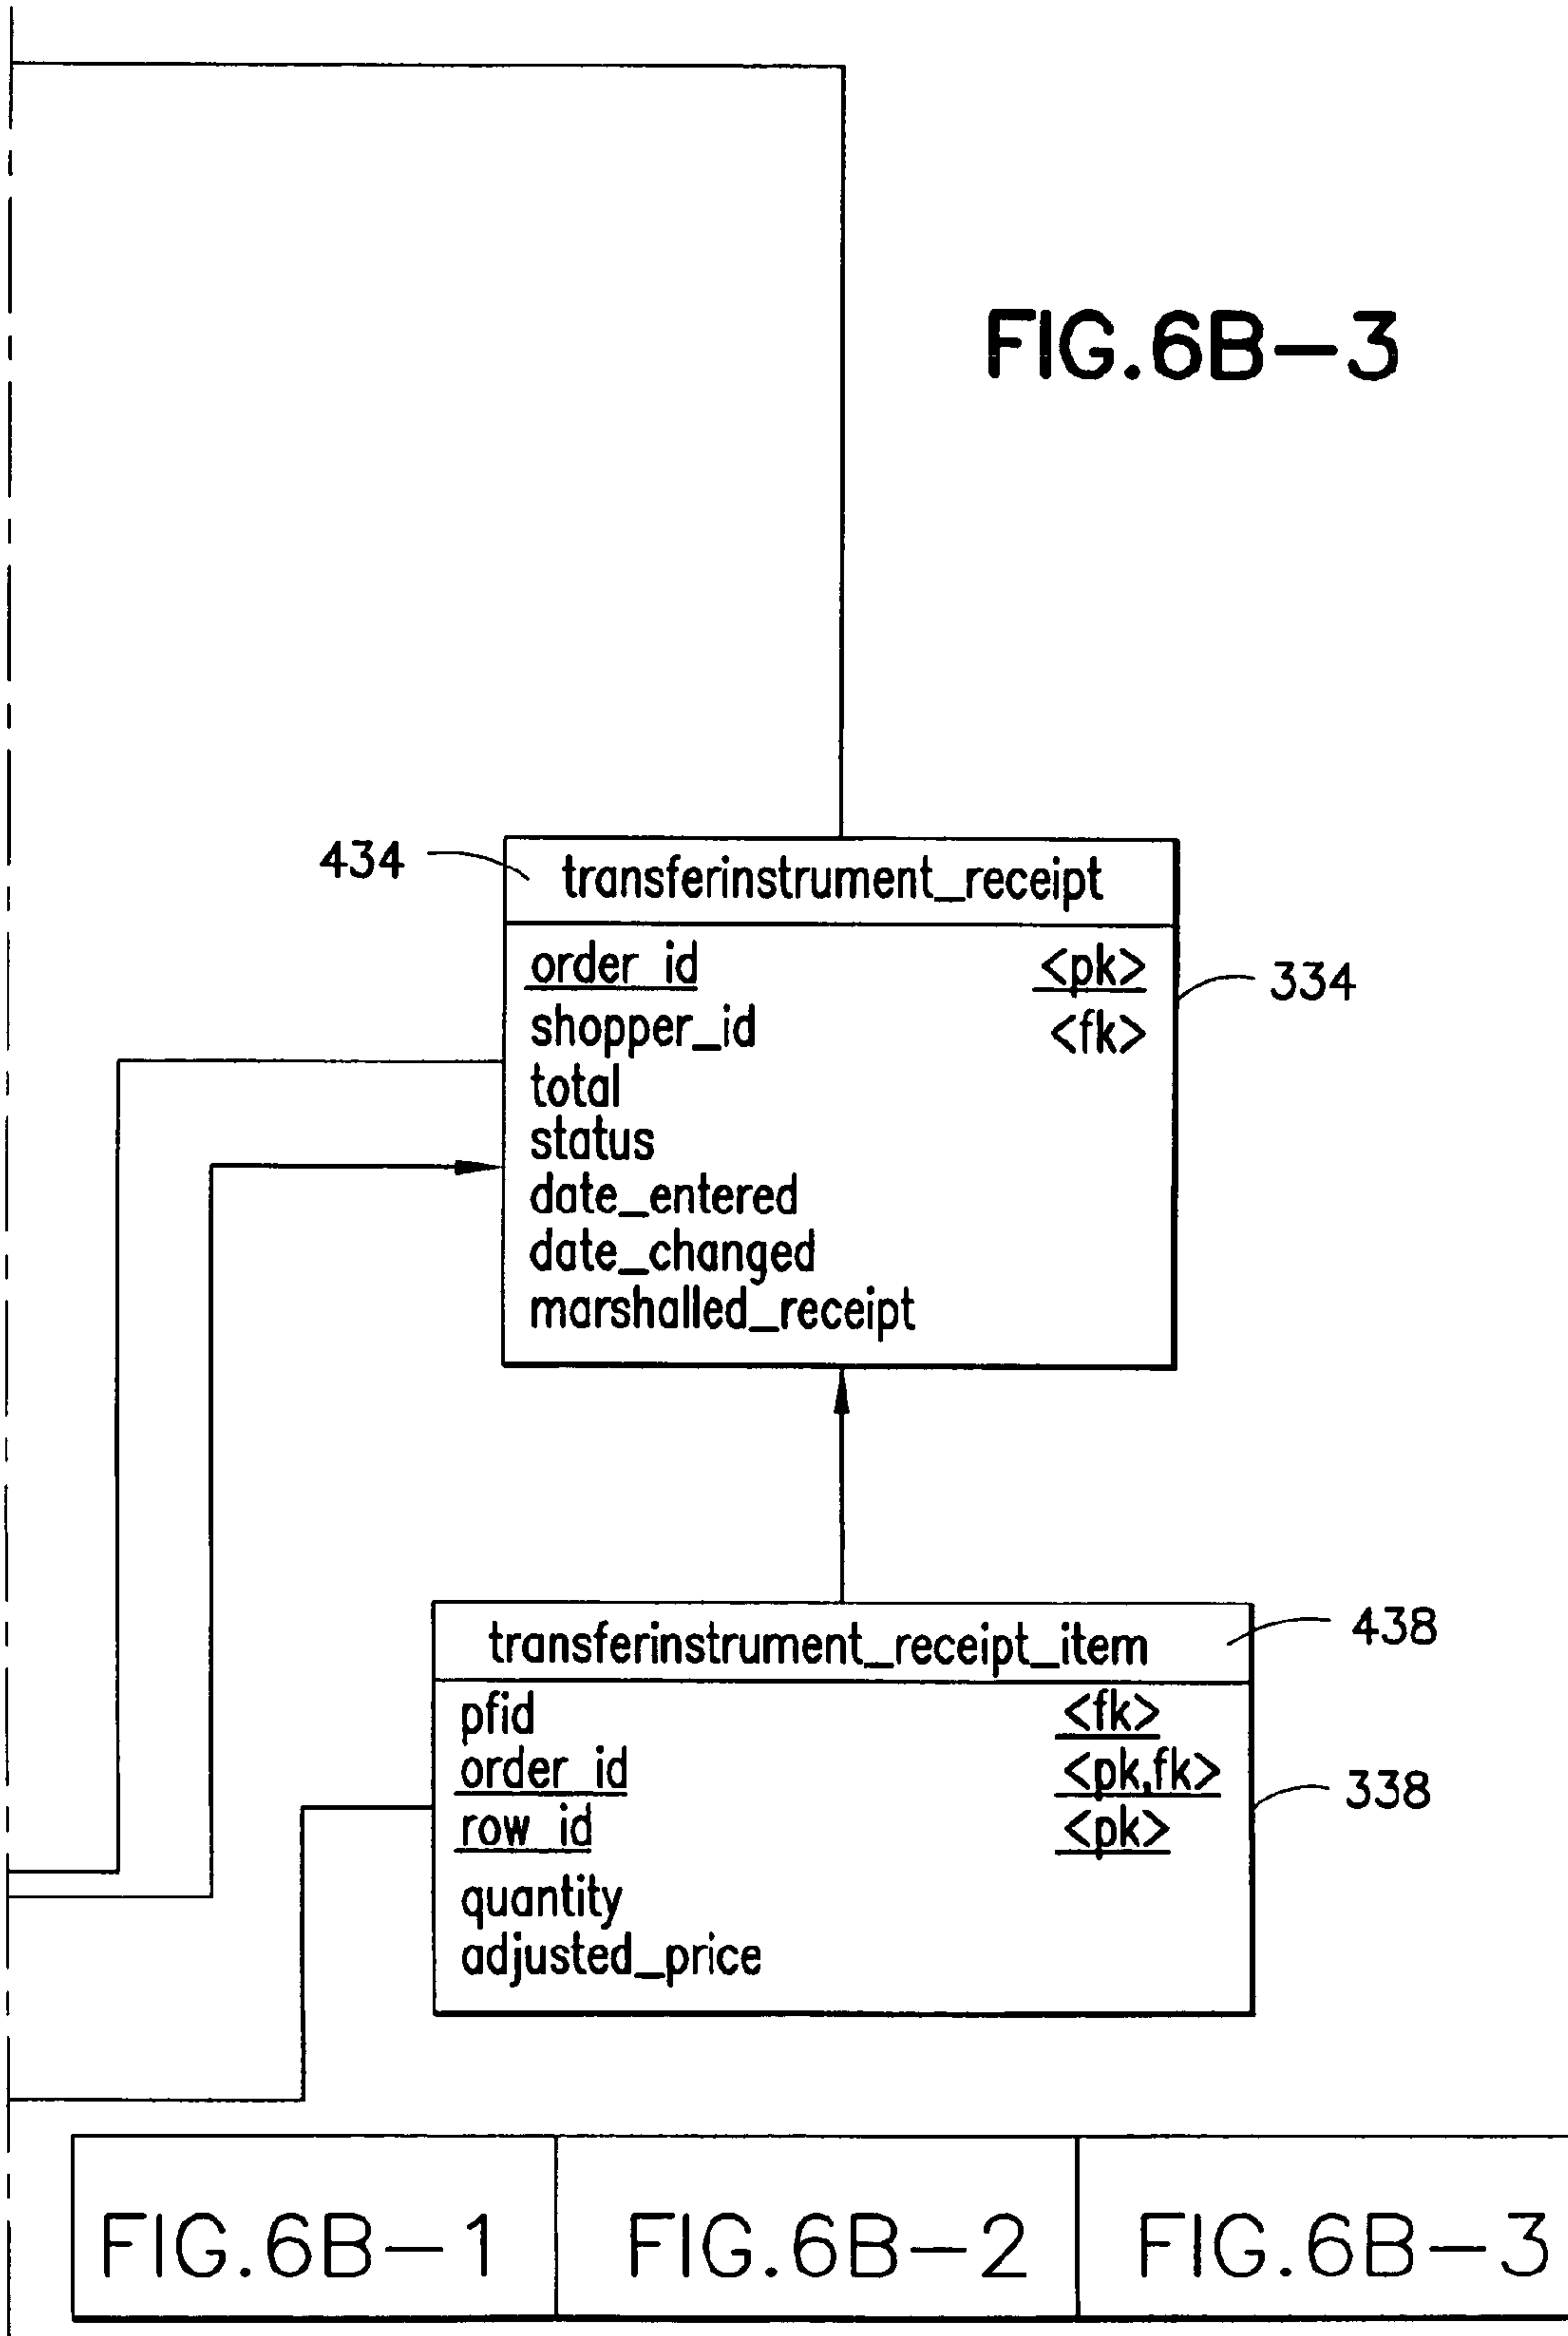 FIG.6B-3
434
transferinstrument_receipt
order_id <pk>
334
shopper_id <fk>
total
status
date_entered
date_changed
marshalled_receipt
transferinstrument_receipt_item
438
pfid <fk>
order_id <pk,fk>
338
row_id <pk>
quantity
adjusted_price
FIG.6B-1 FIG.6B-2 FIG.6B-3